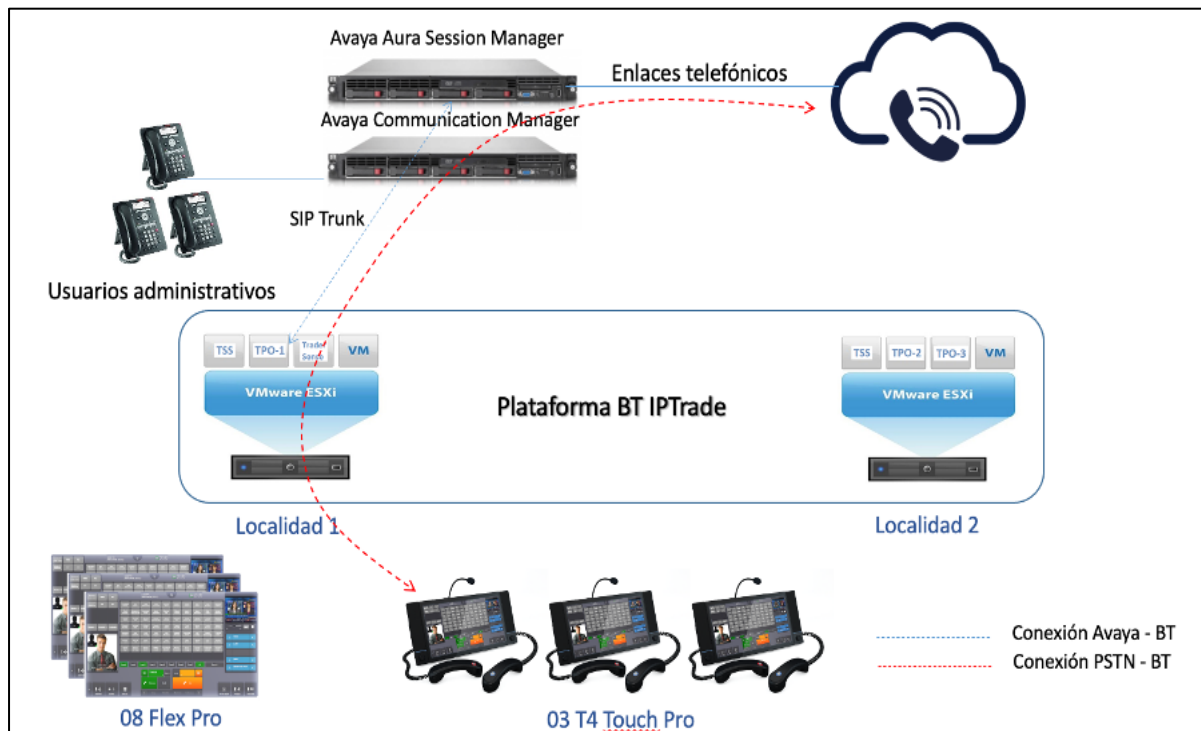 Avaya Aura Session Manager
Enlaces telefónicos
Avaya Communication Manager
SIP Trunk
Usuarios administrativos
TSS
TPO-1
Trader
VM
VMware ESXi
Plataforma BT IPTrade
TSS
TPO-2
TPO-3
VM
VMware ESXi
Localidad 1
Localidad 2
Conexión Avaya - BT
Conexión PSTN - BT
08 Flex Pro
03 T4 Touch Pro